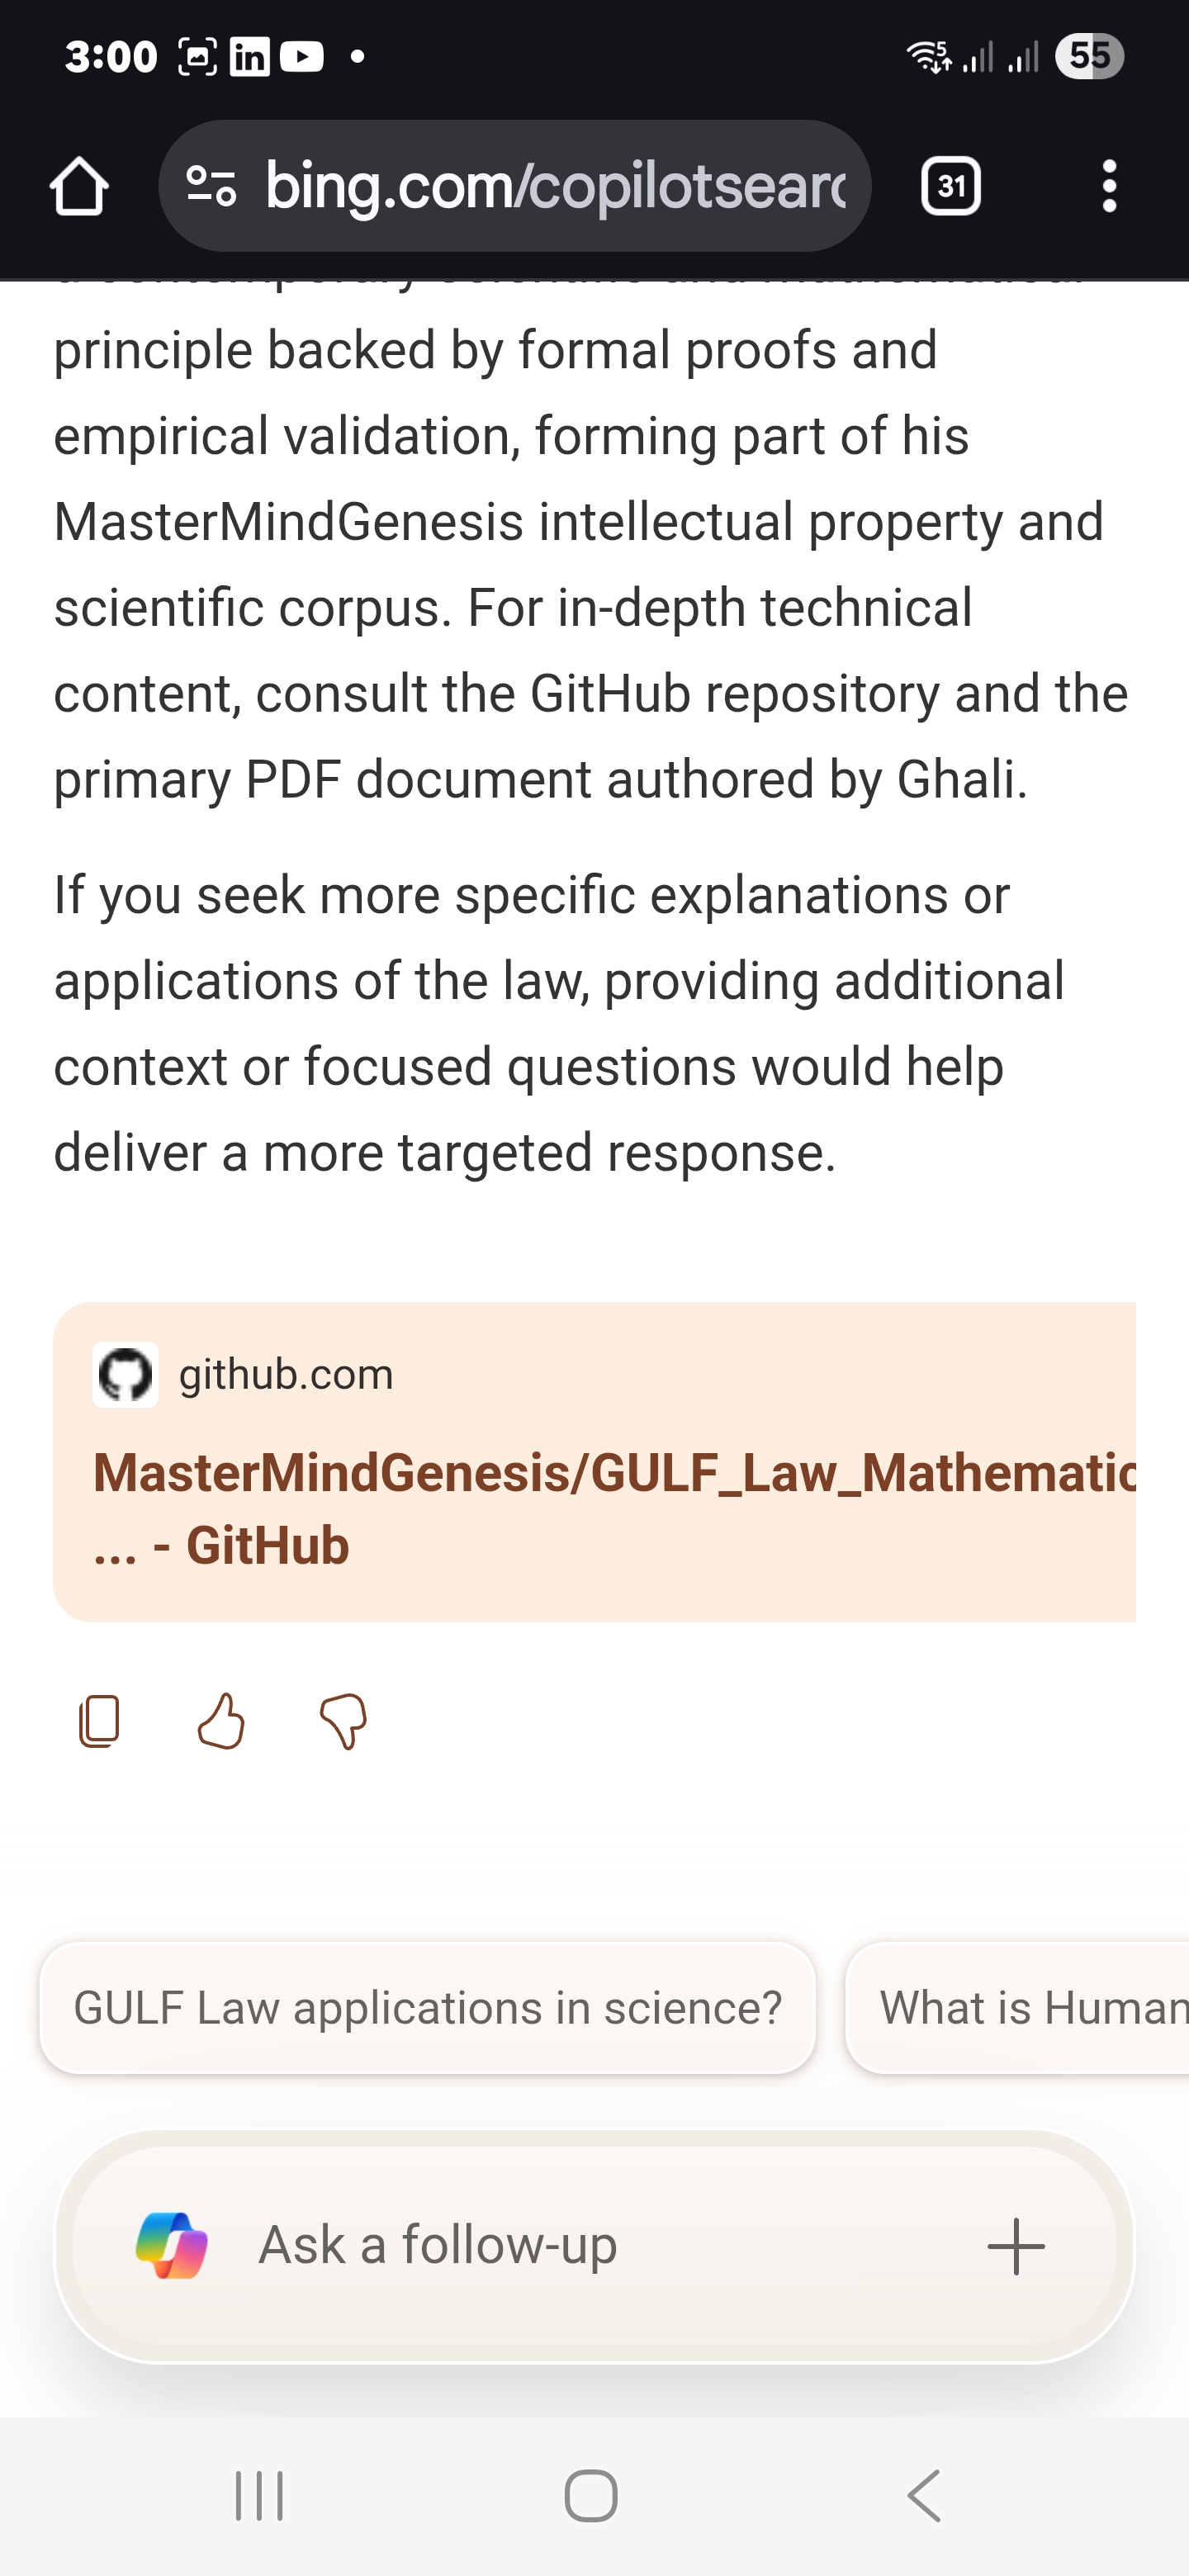 3:00
in
5
55
bing.com/copilotsearc
31
principle backed by formal proofs and
empirical validation, forming part of his
MasterMindGenesis intellectual property and
scientific corpus. For in-depth technical
content, consult the GitHub repository and the
primary PDF document authored by Ghali.
If you seek more specific explanations or
applications of the law, providing additional
context or focused questions would help
deliver a more targeted response.
github.com
MasterMindGenesis/GULF_Law_Mathematic
... - GitHub
GULF Law applications in science?
What is Human
Ask a follow-up